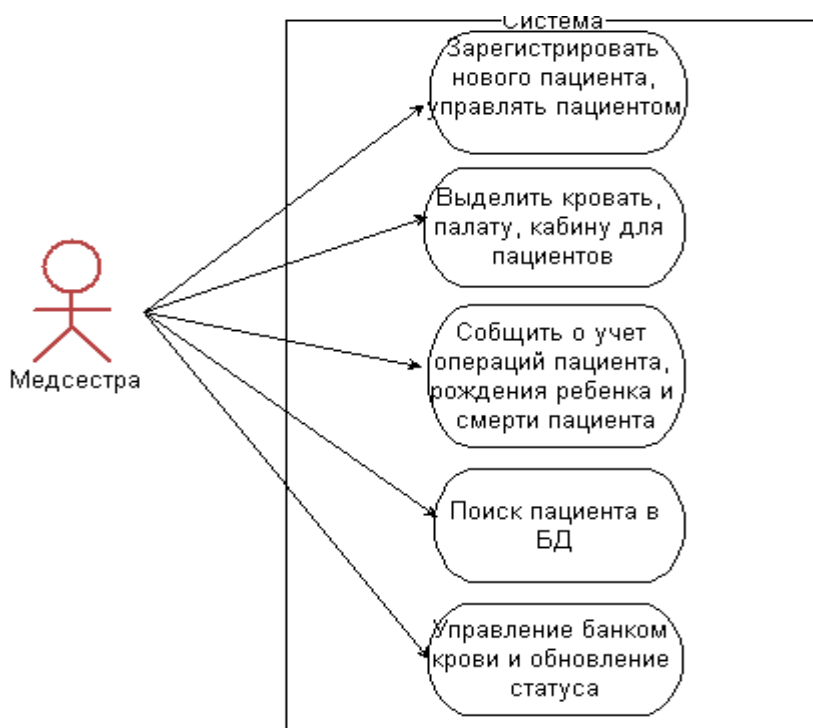 Система
Зарегистрировать
нового пациента,
управлять пациентом
Выделить кровать,
палату, кабину для
пациентов
Собщить о учет
операций пациента,
рождения ребенка и
смерти пациента
Медсестра
Поиск пациента в
БД
Управление банком
крови и обновление
статуса